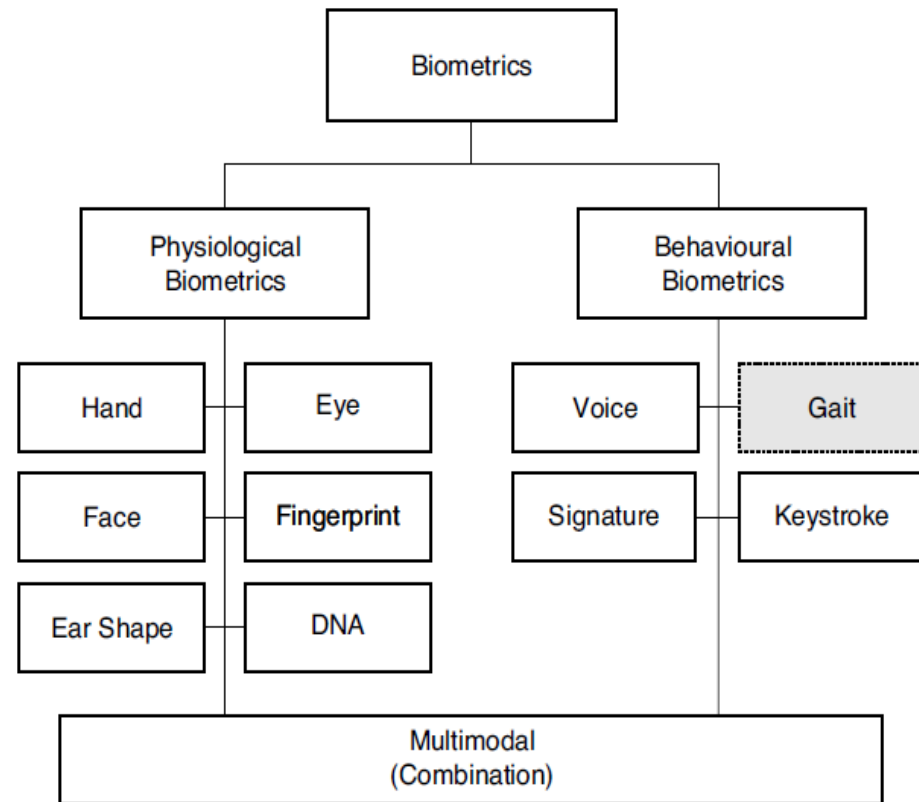 Biometrics
Physiological
Biometrics
Behavioural
Biometrics
Hand
Eye
Voice
Gait
Face
Fingerprint
Signature
Keystroke
Ear Shape
DNA
Multimodal
(Combination)